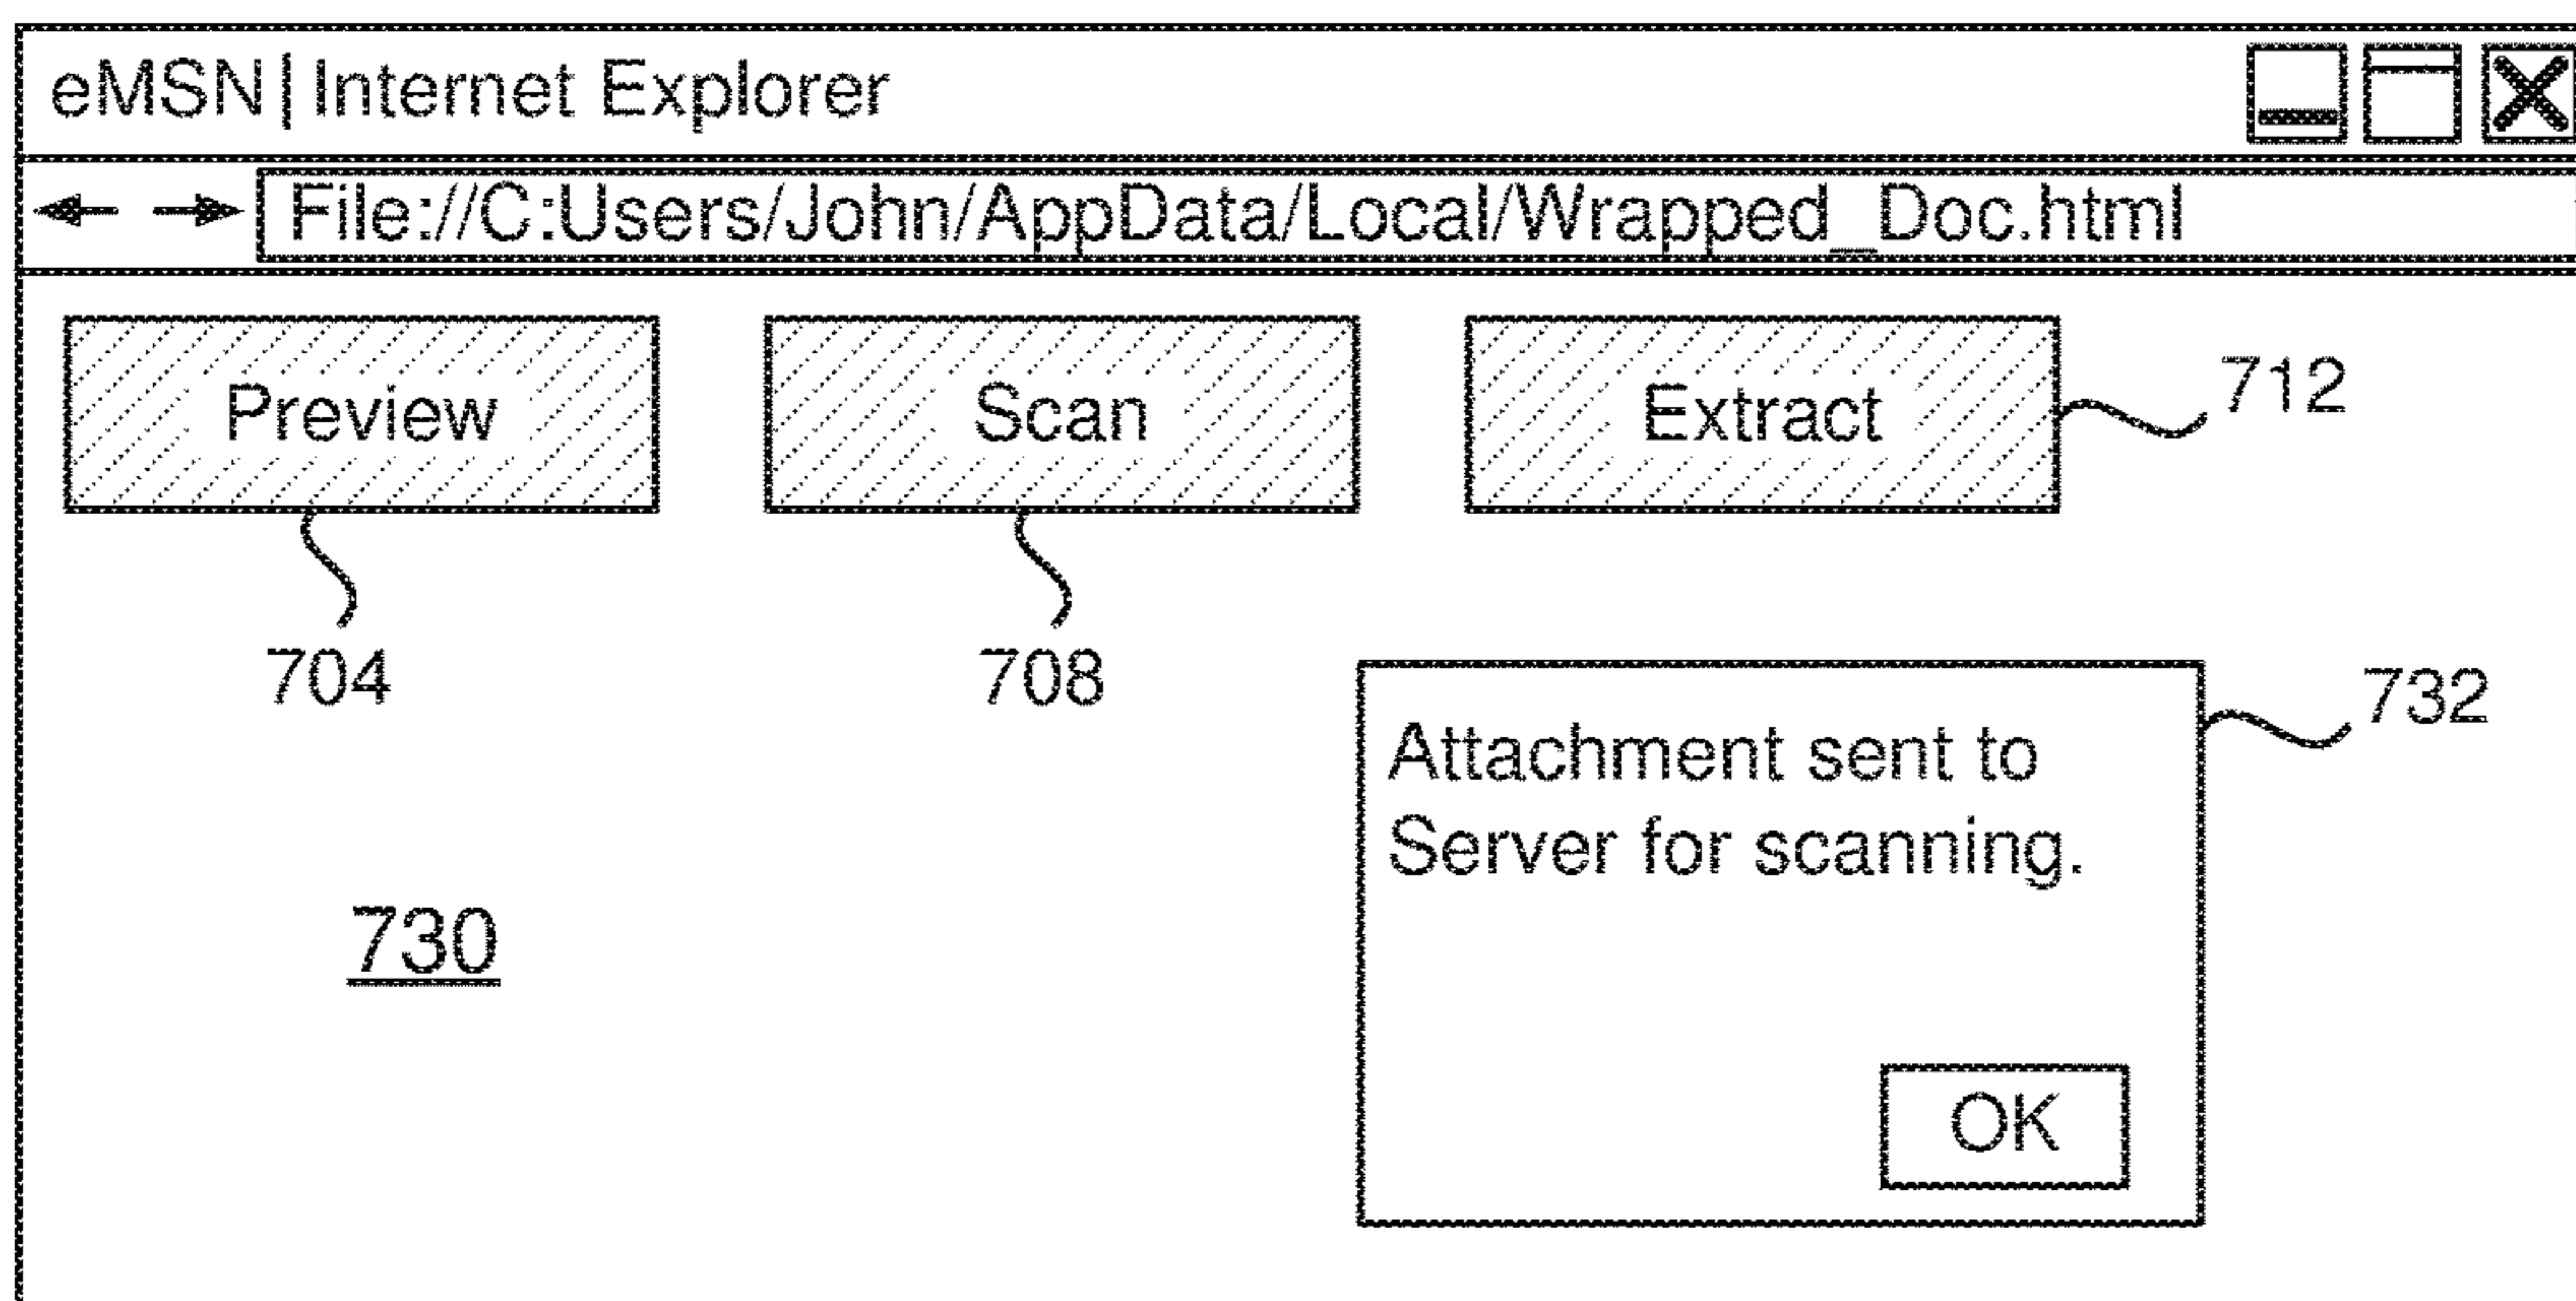 eMSN| Internet Explorer
File://C:Users/John/AppData/Local/Wrapped_Doc.html
Preview
Scan
Extract
712
704
708
732
Attachment sent to
Server for scanning.
730
OK